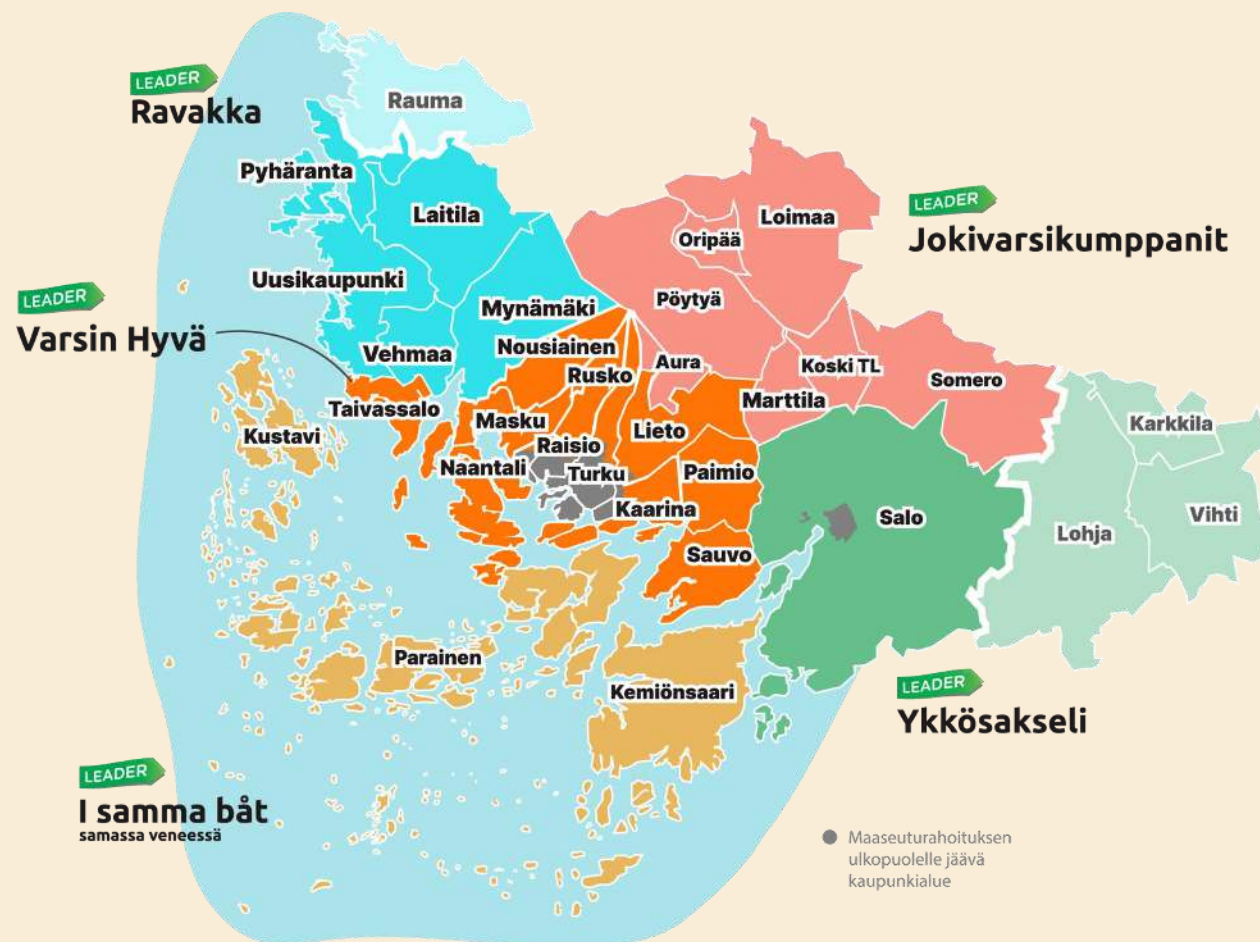 LEADER
Ravakka
Rauma
Pyhäranta
Laitila
Loimaa
LEADER
Jokivarsikumppanit
Oripää
Uusikaupunki
LEADER
Varsin Hyvä
Mynämäki
Pöytyä
Nousiainen
Vehmaa
Rusko
Aura
Koski TL
Somero
Taivassalo
Marttila
Masku
Lieto
Karkkila
Kustavi
Raisio
Naantali
Turku
Paimio
Kaarina
Salo
Vihti
Lohja
Sauvo
Parainen
Kemiönsaari
LEADER
Ykkösakseli
LEADER
I samma båt
samassa veneessä
Maaseuturahoituksen
ulkopuolelle jäävä
kaupunkialue